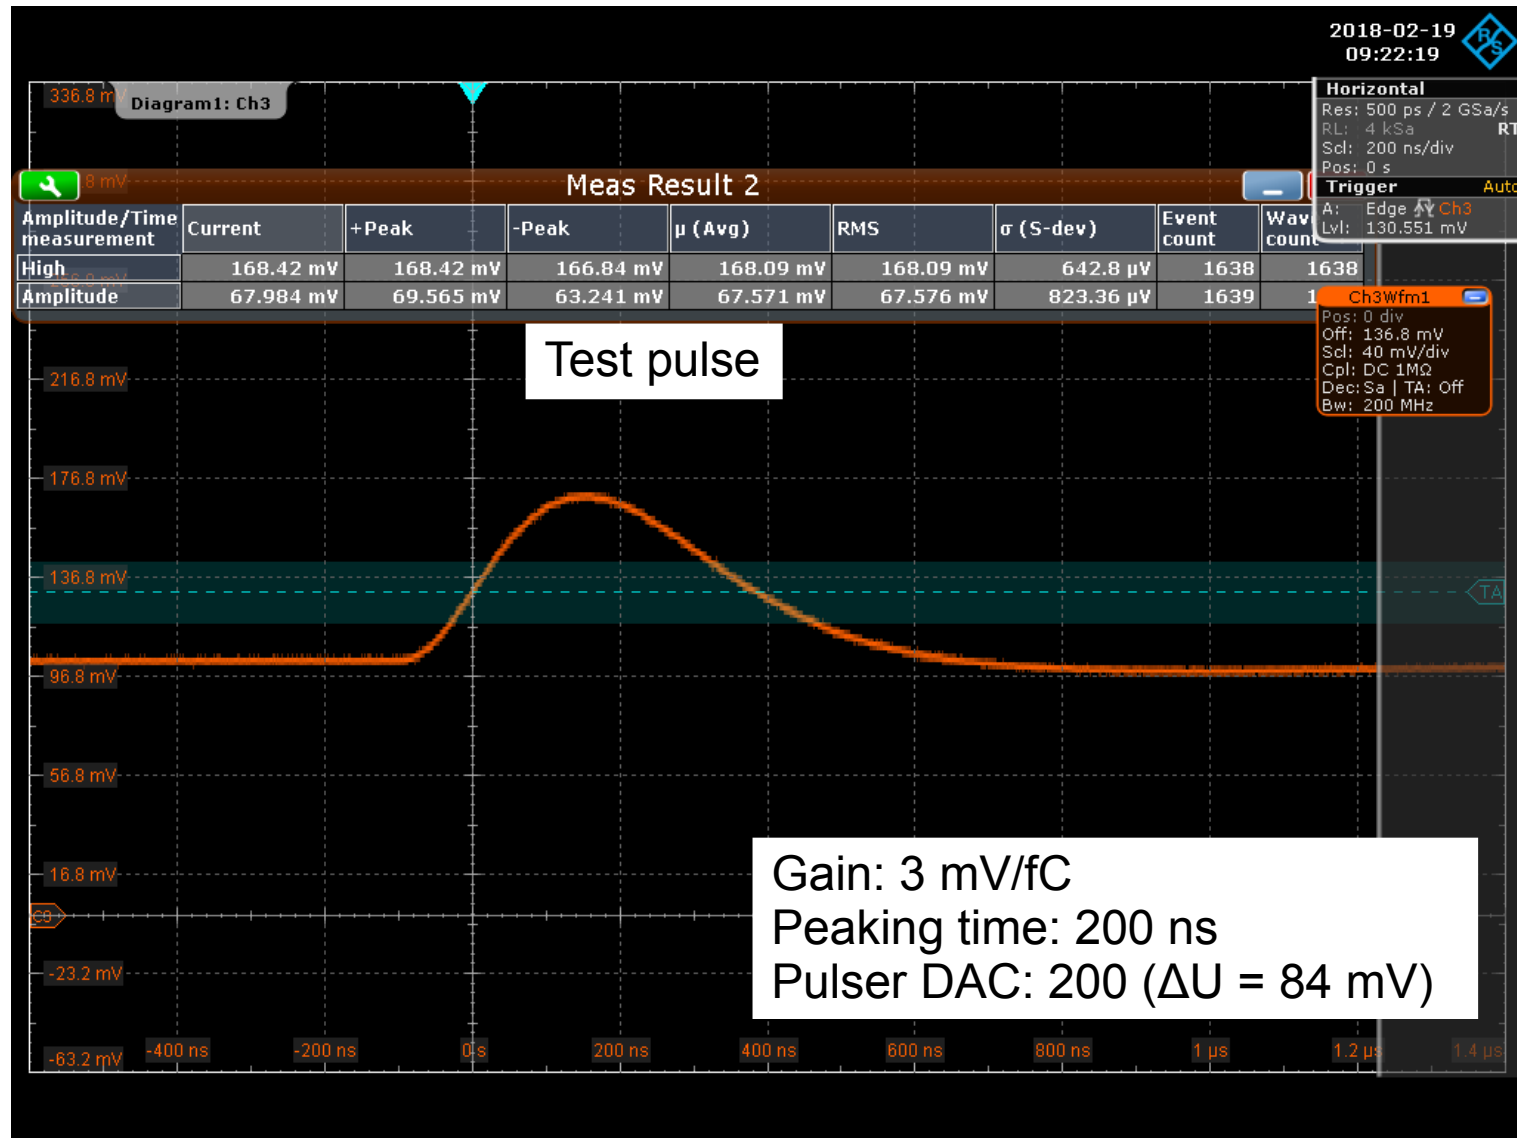 2018-02-19
09:22:19
336.8 m
Diagram1: Ch3
Horizontal
Res: 500 ps / 2 GSa/s
RL: 4 kSa RT
Scl: 200 ns/div
Pos: 0 s
Trigger Auto
A: Edge Ch3
Lvl: 130.551 mV
8 mV
Meas Result 2
Amplitude/Time measurement Current +Peak -Peak μ (Avg) RMS σ (S-dev) Event count Wav count
High 168.42 mV 168.42 mV 166.84 mV 168.09 mV 168.09 mV 642.8 μV 1638 1638
Amplitude 67.984 mV 69.565 mV 63.241 mV 67.571 mV 67.576 mV 823.36 μV 1639 1
Ch3Wfm1
Pos: 0 div
Off: 136.8 mV
Scl: 40 mV/div
Cpl: DC 1MΩ
Dec: Sa | TA: Off
Bw: 200 MHz
Test pulse
216.8 mV
176.8 mV
136.8 mV
TA
96.8 mV
56.8 mV
16.8 mV
-23.2 mV
-63.2 mV
Gain: 3 mV/fC
Peaking time: 200 ns
Pulser DAC: 200 (ΔU = 84 mV)
-400 ns -200 ns 0 s 200 ns 400 ns 600 ns 800 ns 1 μs 1.2 μs 1.4 μs